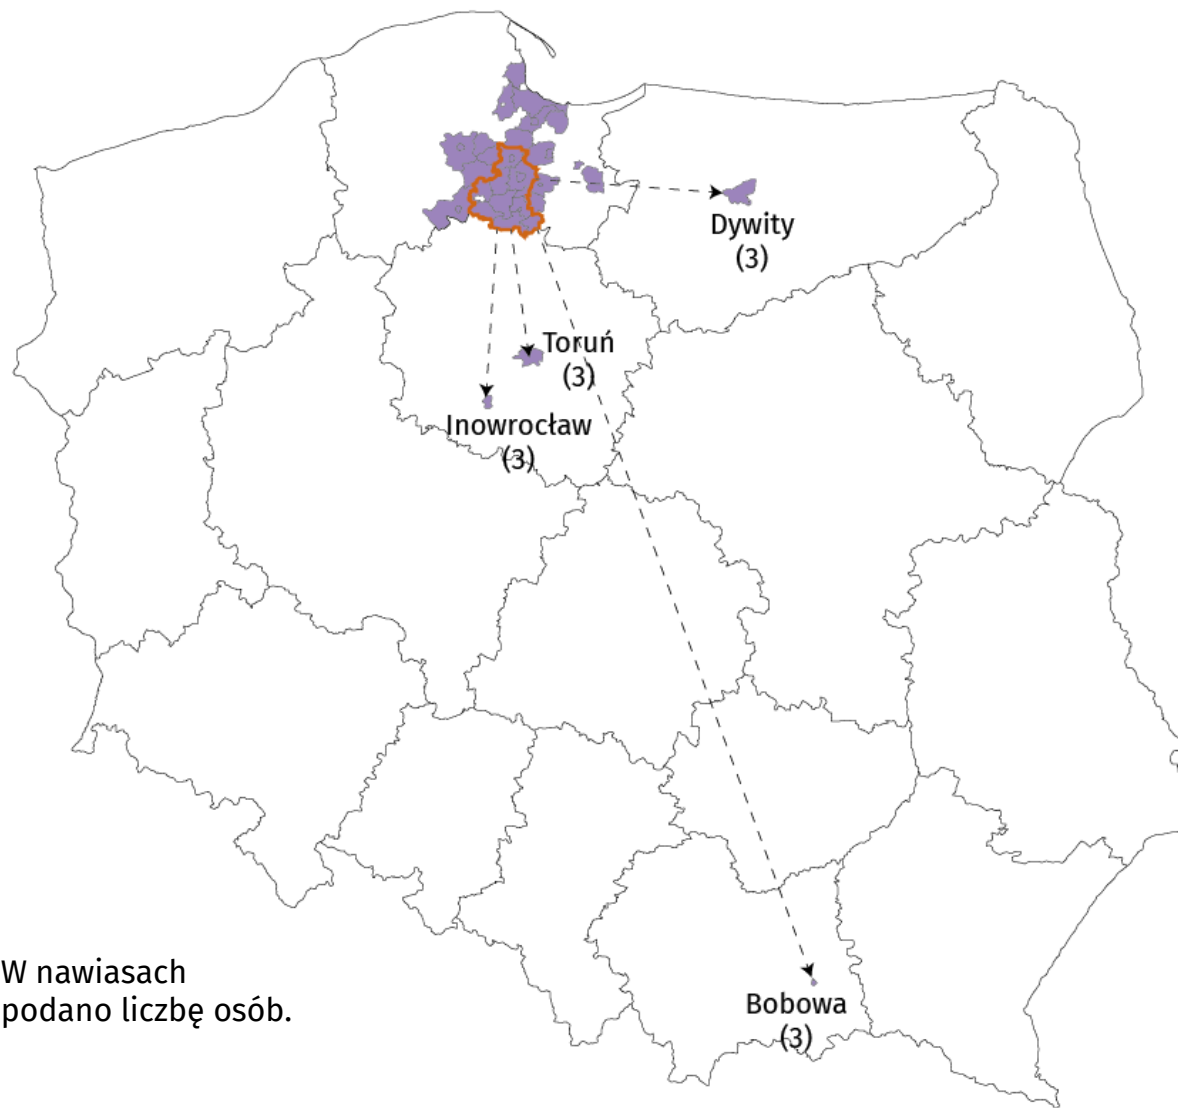 Dywity
(3)
Toruń
(3)
Inowrocław
(3)
W nawiasach
podano liczbę osób.
Bobowa
(3)